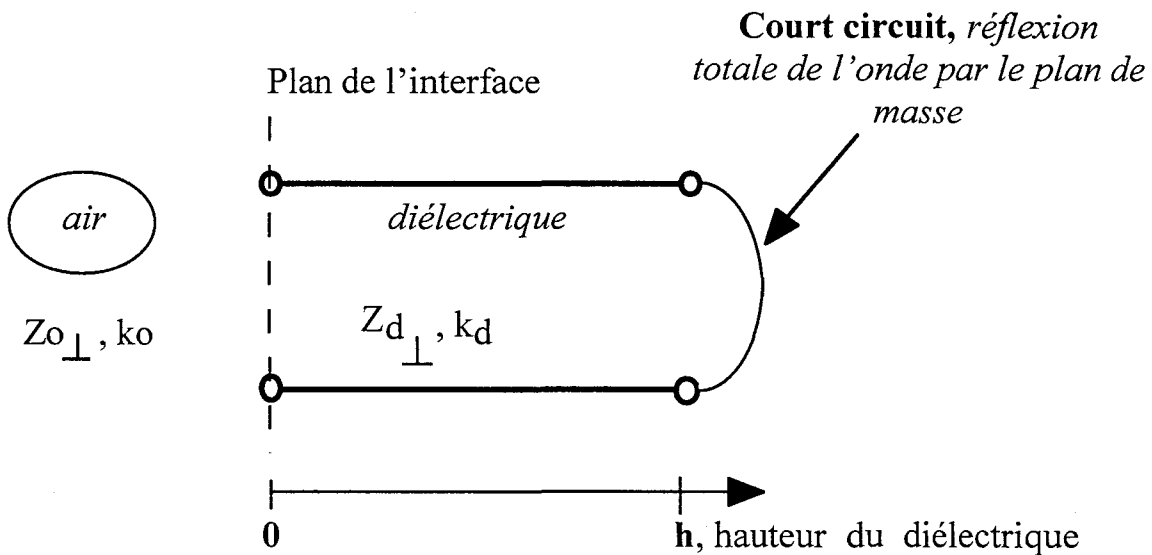 Court circuit, réflexion
totale de l'onde par le plan de
masse
Plan de l'interface
air
diélectrique
Zo⊥, ko
Zd⊥, kd
0
h, hauteur du diélectrique